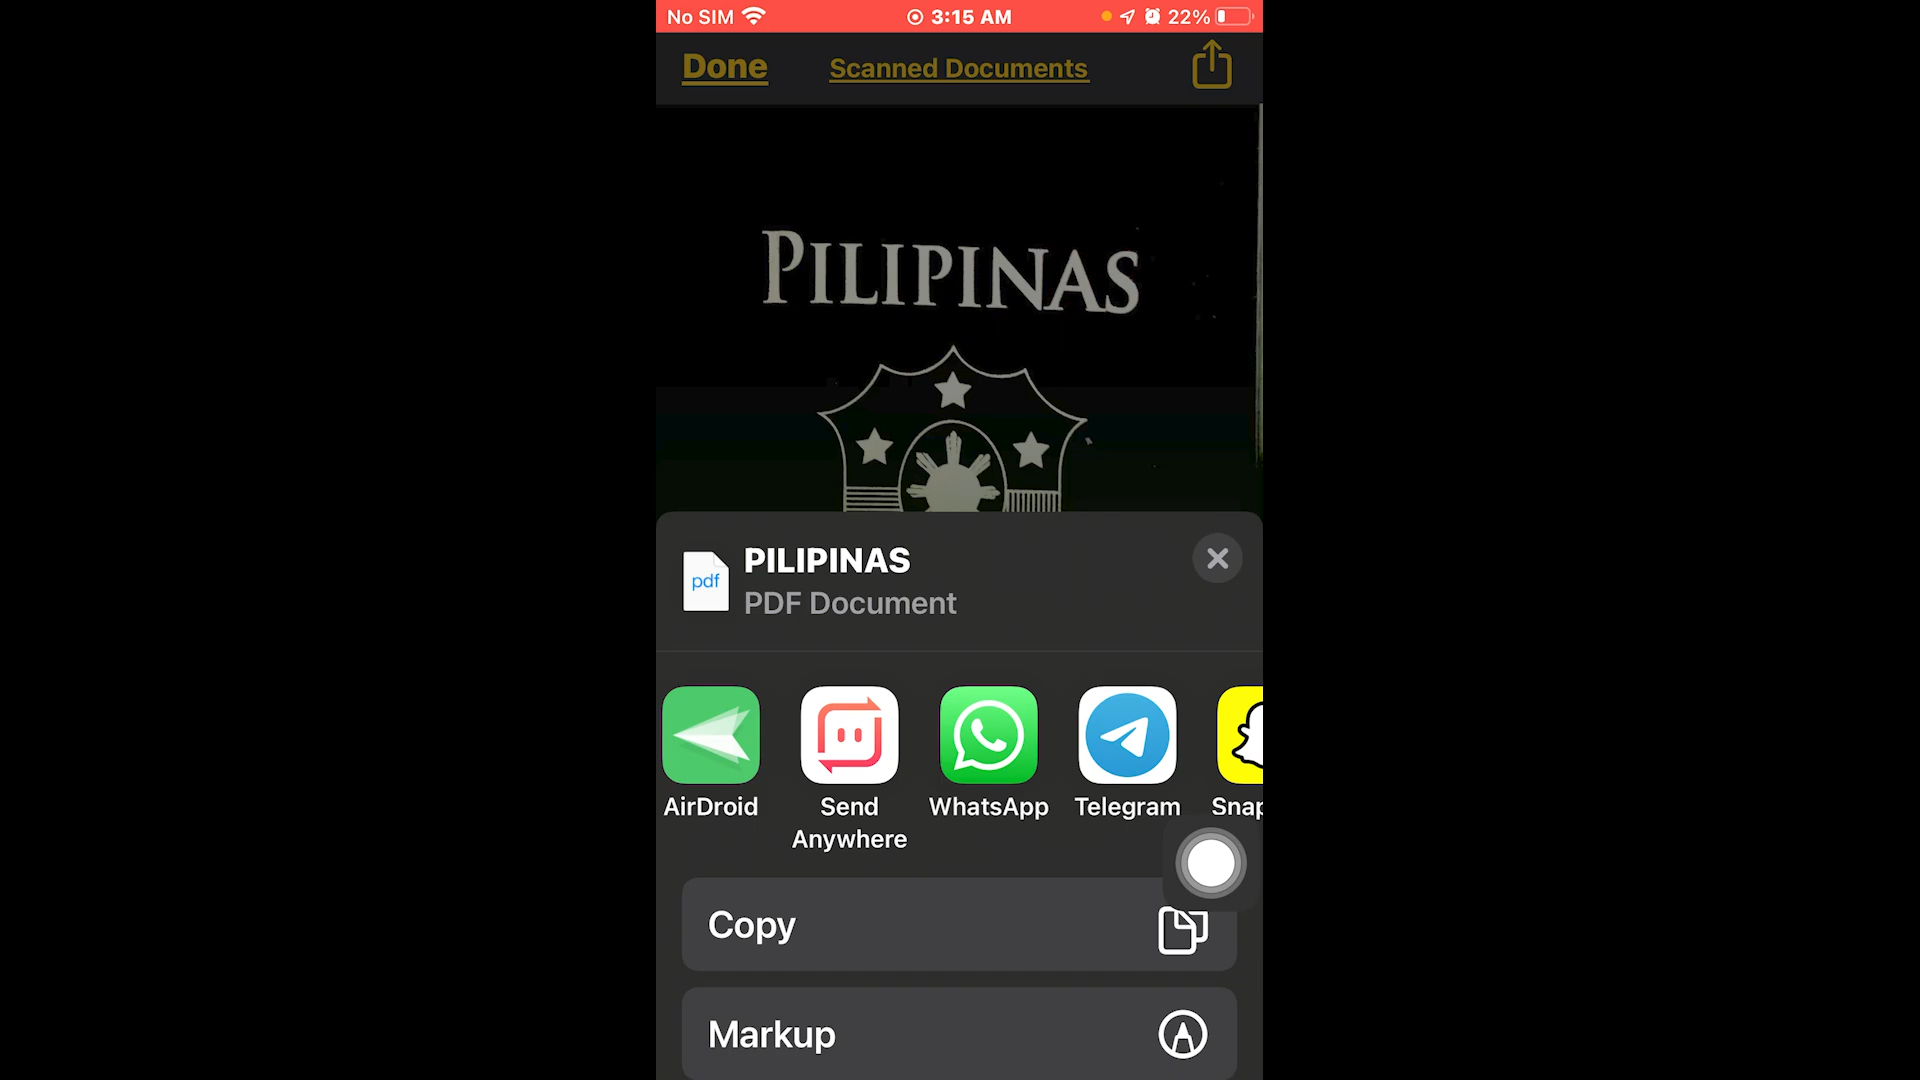 No SIM 3:15 AM 22%
Done Scanned Documents
PILIPINAS
pdf
PILIPINAS
PDF Document
AirDroid
Send
Anywhere
WhatsApp
Telegram
Snap
Copy
Markup